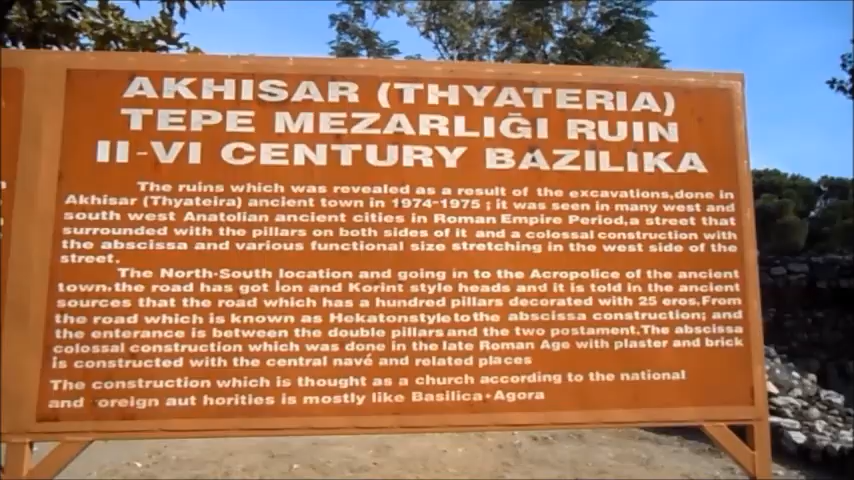 AKHISAR (THYATERIA)
TEPE MEZARLIĞI RUIN
II-VI CENTURY BAZILIKA
The ruins which was revealed as a result of the excavations,done in
Akhisar (Thyateira) ancient town in 1974-1975; it was seen in many west and
south west Anatolian ancient cities in Roman Empire Period,a street that
surrounded with the pillars on both sides of it and a colossal construction with
the abscissa and various functional size stretching in the west side of the
street.
The North-South location and going in to the Acropolice of the ancient
town.the road has got ion and Korint style heads and it is told in the ancient
sources that the road which has a hundred pillars decorated with 25 eros.From
the road which is known as Hekatonstyle to the abscissa construction, and
the enterance is between the double pillars and the two postament.The abscissa
colossal construction which was done in the late Roman Age with plaster and brick
is constructed with the central navé and related places
The construction which is thought as a church according to the national
and oreign aut horities is mostly like Basilica-Agora